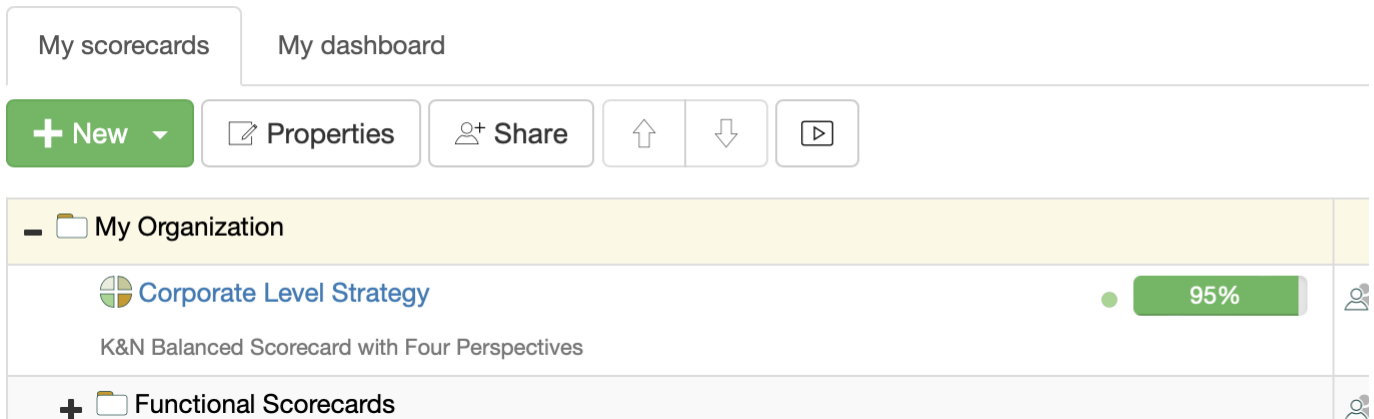 My scorecards My dashboard
New Properties Share
My Organization
Corporate Level Strategy 95%
K&N Balanced Scorecard with Four Perspectives
Functional Scorecards